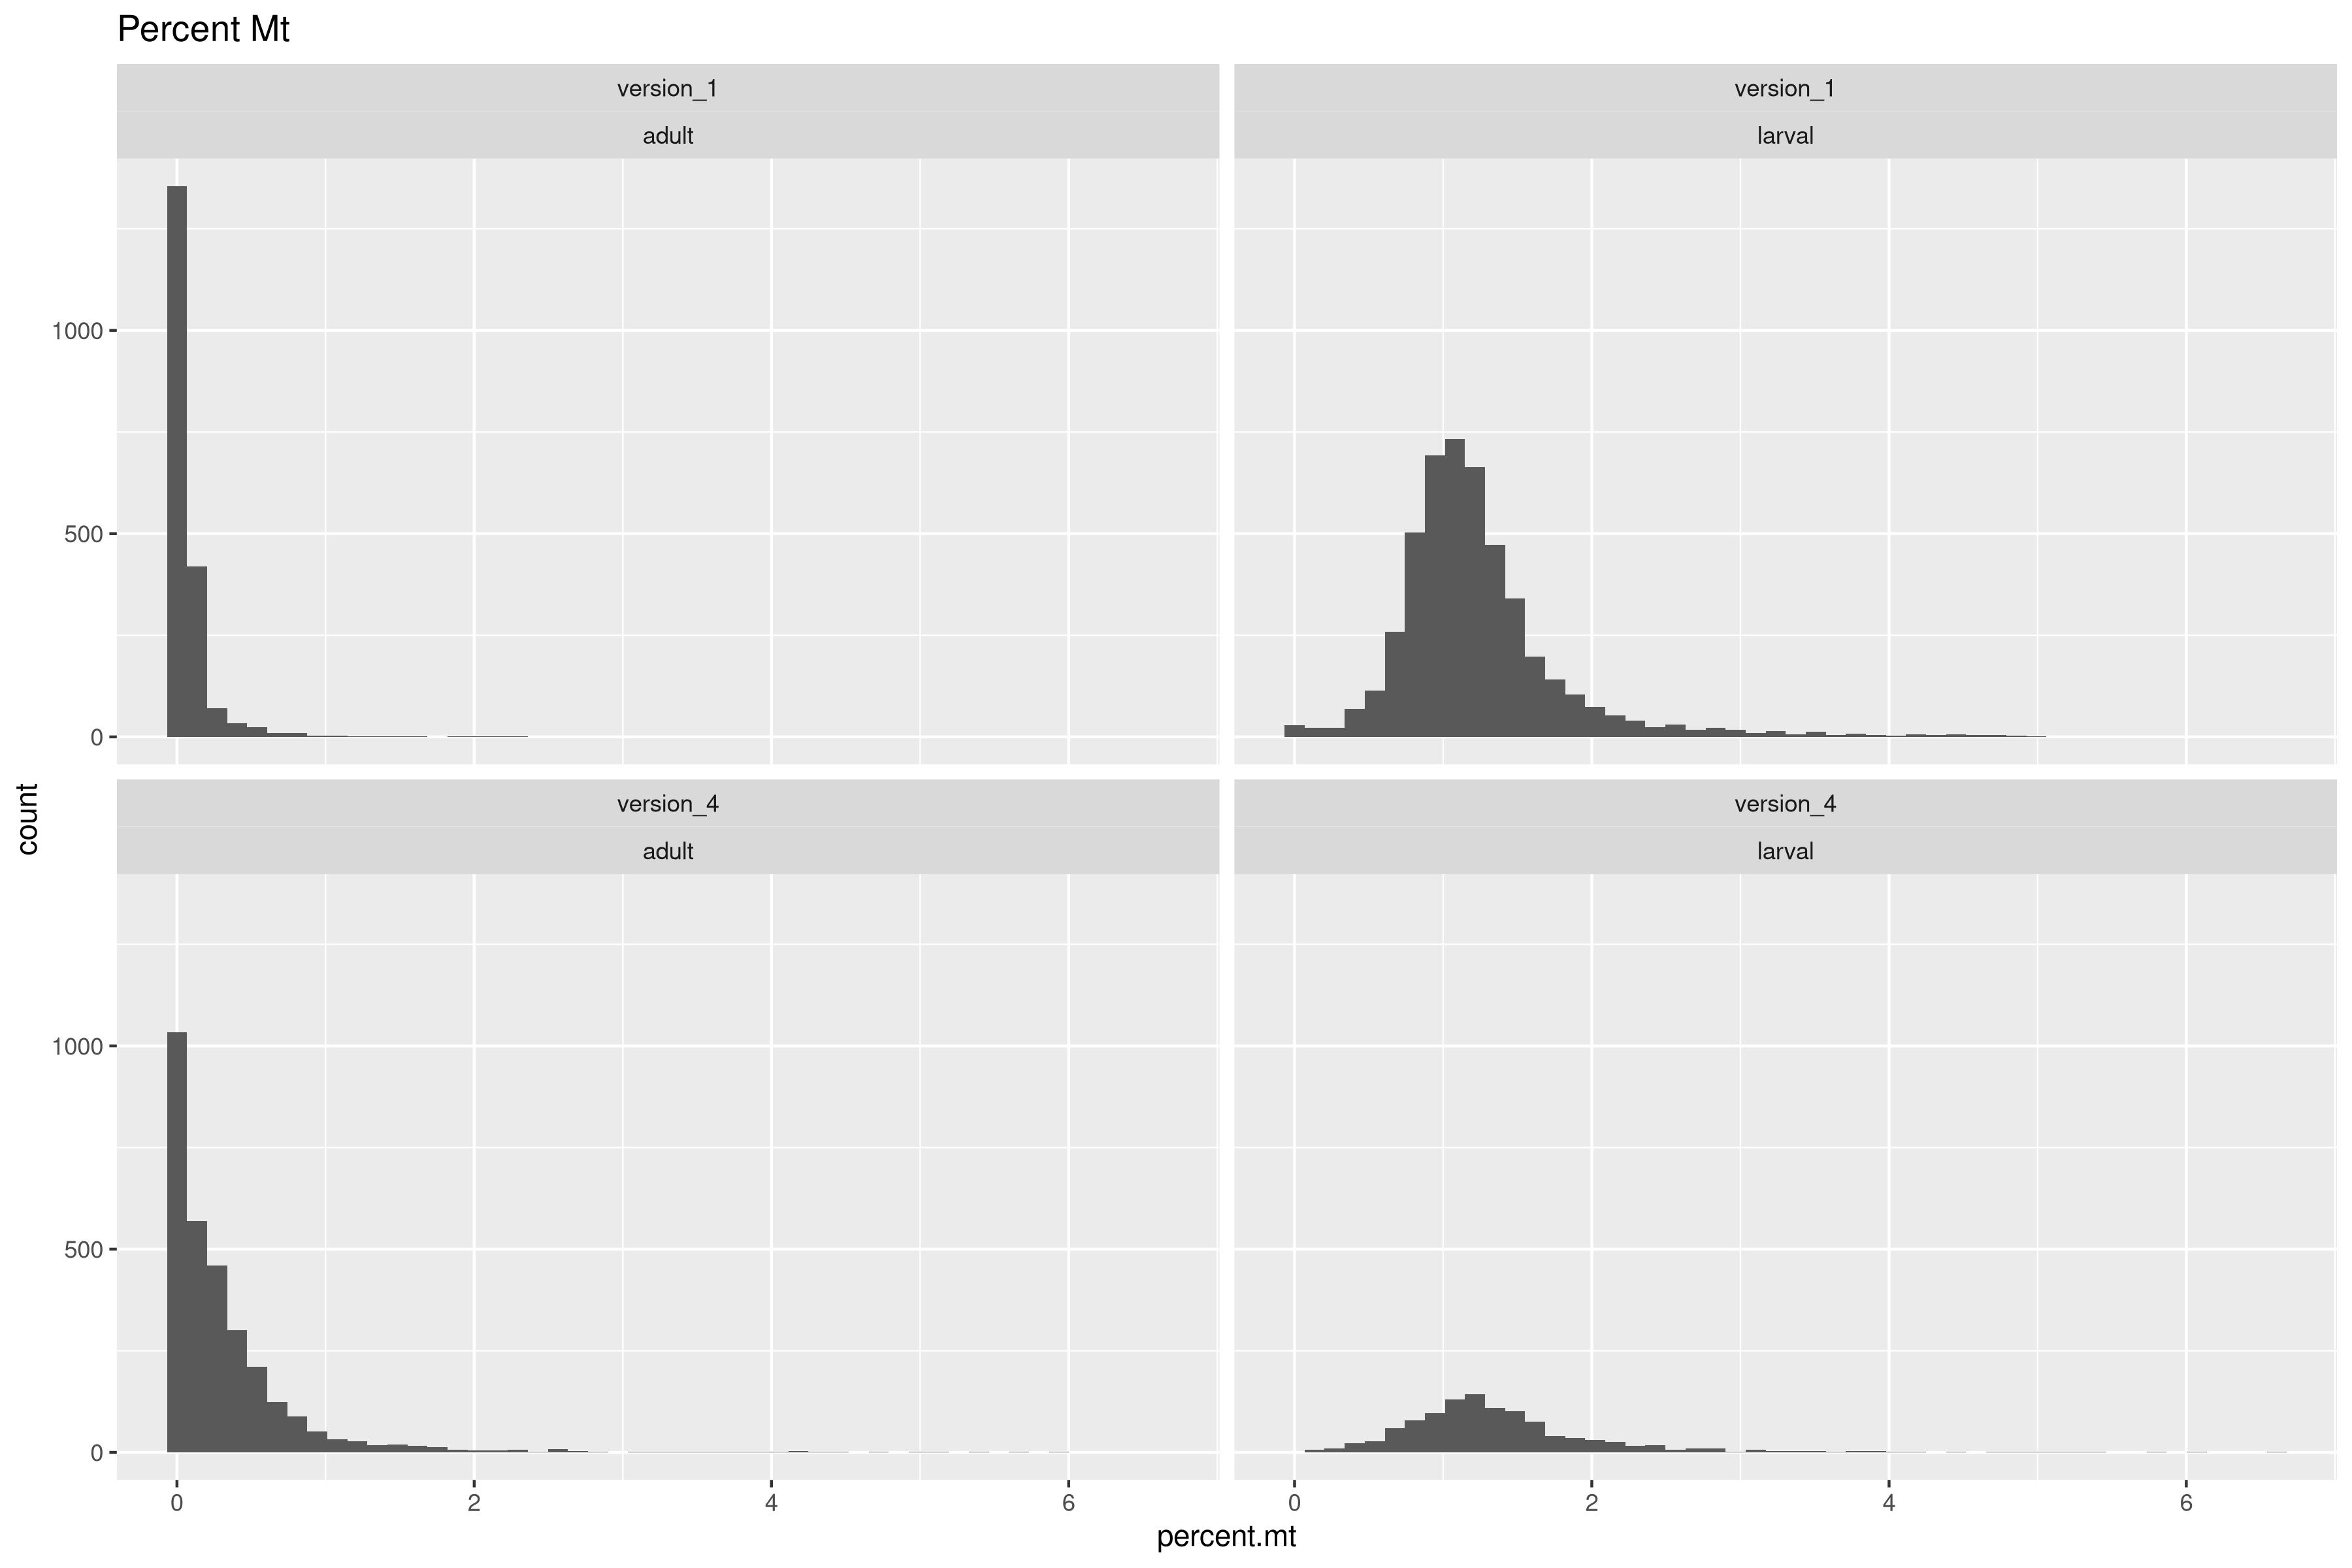 Percent Mt
version_1
version_1
adult
larval
1000
500
0
count
version_4
version_4
adult
larval
1000
500
0
0
2
4
6
0
2
4
6
percent.mt